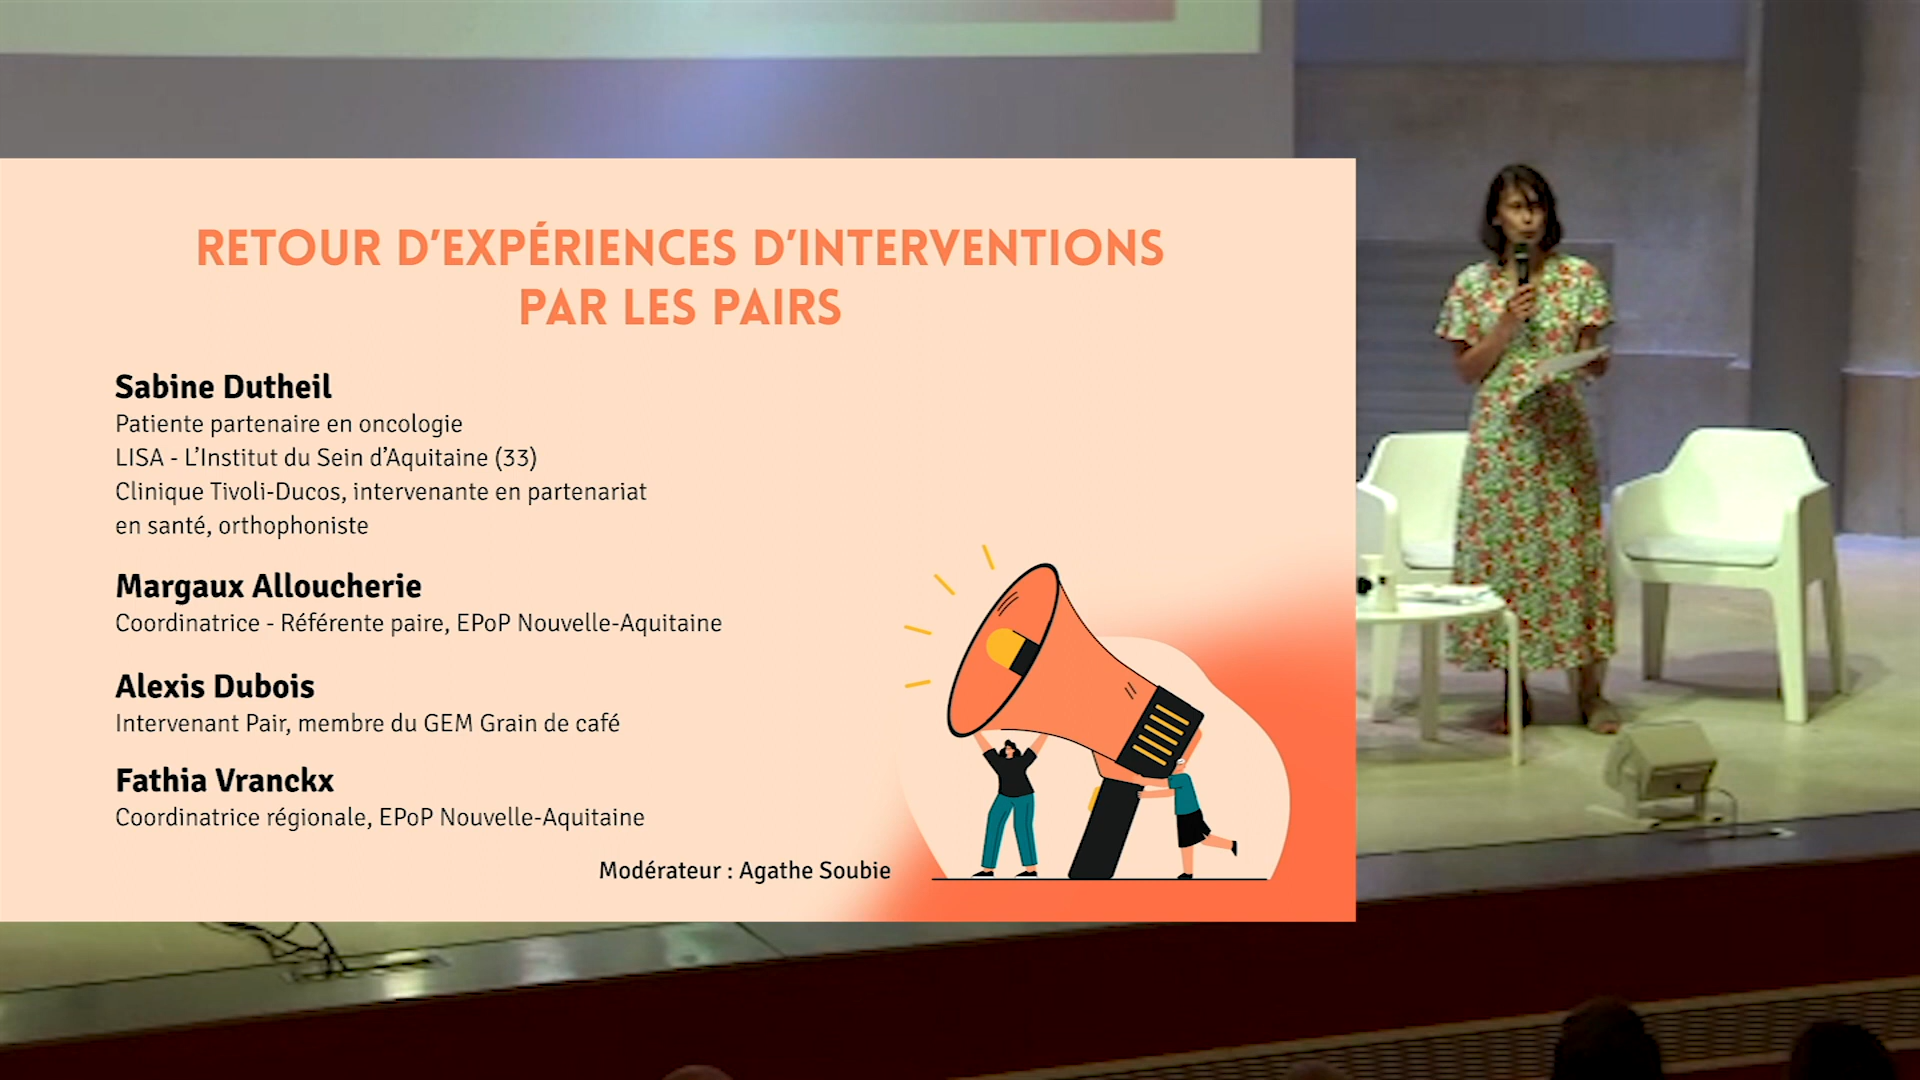 RETOUR D'EXPÉRIENCES D'INTERVENTIONS
PAR LES PAIRS
Sabine Dutheil
Patiente partenaire en oncologie
LISA - L'Institut du Sein d'Aquitaine (33)
Clinique Tivoli-Ducos, intervenante en partenariat
en santé, orthophoniste
Margaux Alloucherie
Coordinatrice - Référente paire, EPoP Nouvelle-Aquitaine
Alexis Dubois
Intervenant Pair, membre du GEM Grain de café
Fathia Vranckx
Coordinatrice régionale, EPoP Nouvelle-Aquitaine
Modérateur : Agathe Soubie